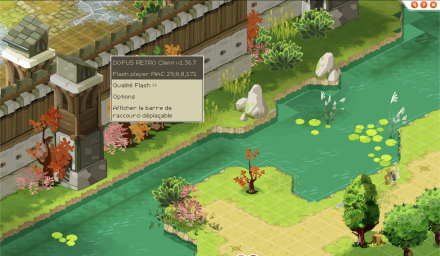 DOFUS RETRO Client v1.36.7
Flash player MAC 29,0,0,171
Qualité Flash >>
Options
Afficher la barre de
raccourci déplaçable